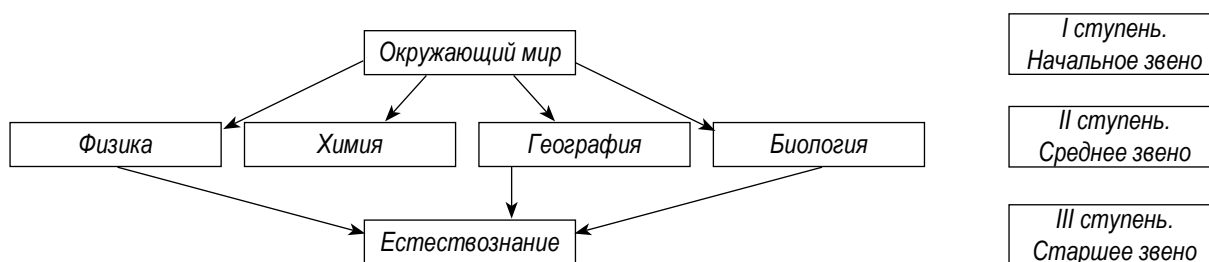 Окружающий мир
I ступень.
Начальное звено
Физика
Химия
География
Биология
II ступень.
Среднее звено
Естествознание
III ступень.
Старшее звено